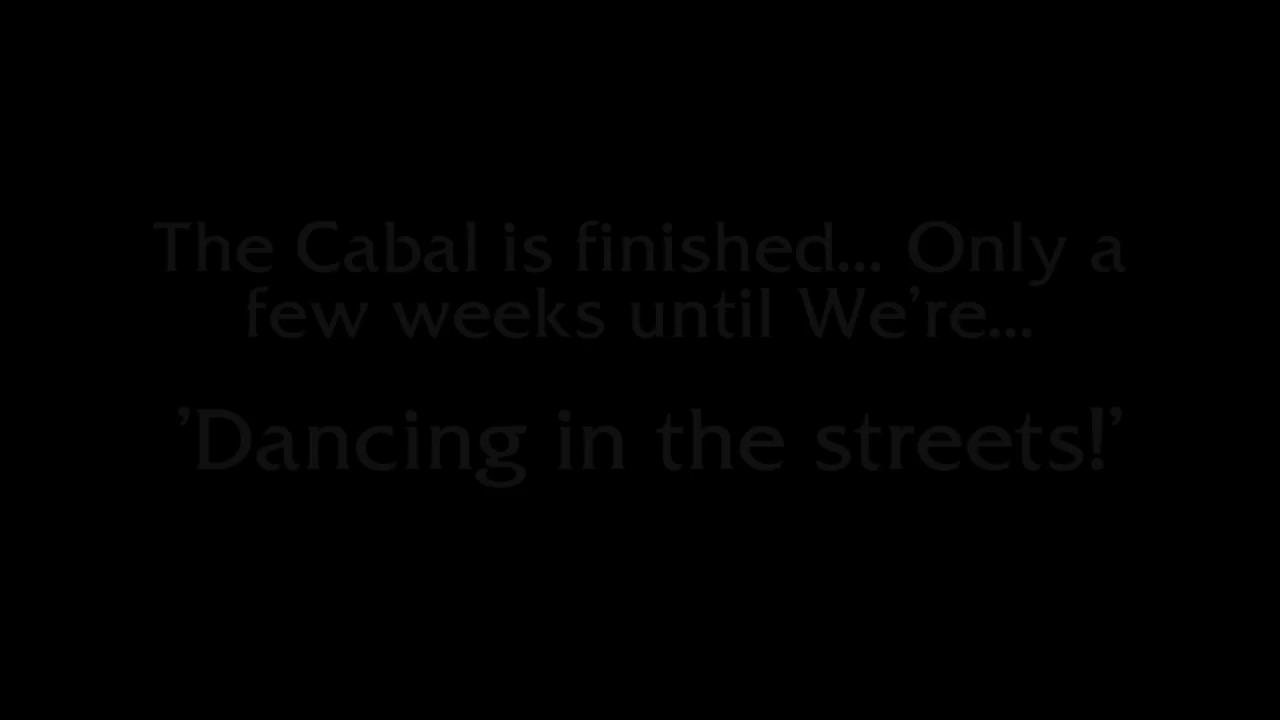 The Cabal is finished... Only a
few weeks until We're...
'Dancing in the streets!'